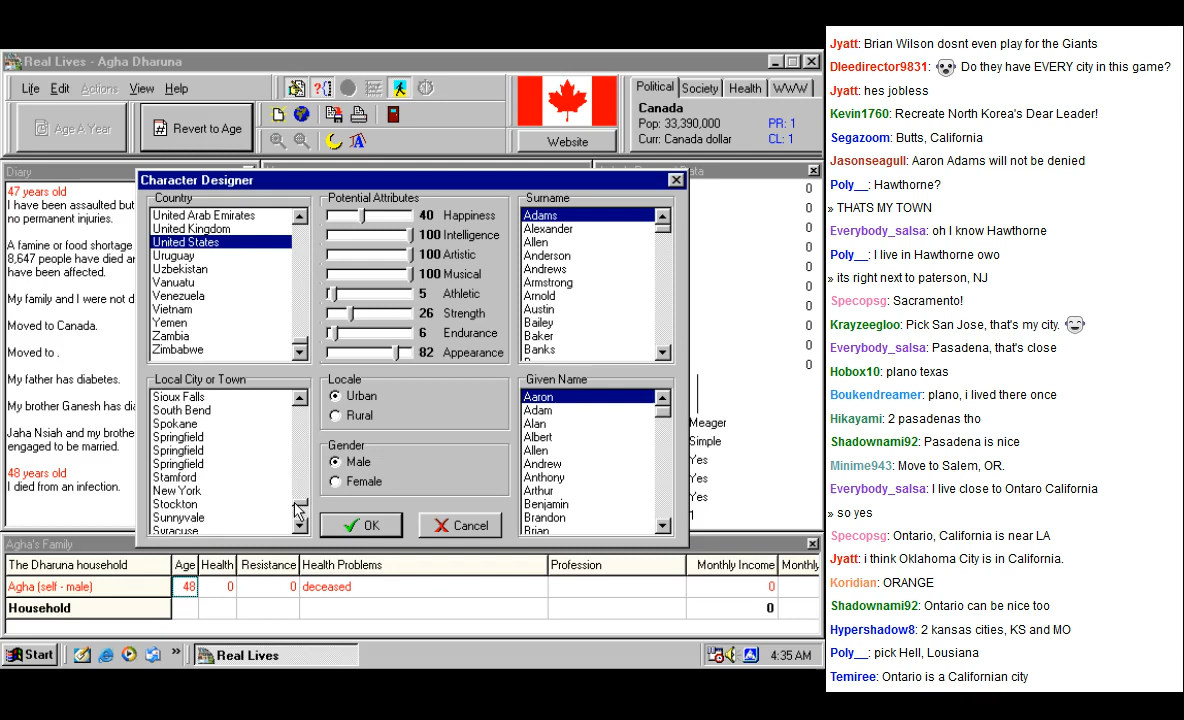 Real Lives - Agha Dharuna
Life Edit Actions View Help
Age A Year
Revert to Age
Website
Political Society Health WWW
Canada
Pop: 33,390,000 PR: 1
Curr: Canada dollar CL: 1
Diary
47 years old
I have been assaulted but
no permanent injuries.
A famine or food shortage
8,647 people have died a
have been affected.
My family and I were not d
Moved to Canada.
Moved to .
My father has diabetes.
My brother Ganesh has dia
Jaha Nsiah and my brothe
engaged to be married.
48 years old
I died from an infection.
Character Designer
Country
United Arab Emirates
United Kingdom
United States
Uruguay
Uzbekistan
Vanuatu
Venezuela
Vietnam
Yemen
Zambia
Zimbabwe
Potential Attributes
40 Happiness
100 Intelligence
100 Artistic
100 Musical
5 Athletic
26 Strength
6 Endurance
82 Appearance
Surname
Adams
Alexander
Allen
Anderson
Andrews
Armstrong
Arnold
Austin
Bailey
Baker
Banks
Local City or Town
Sioux Falls
South Bend
Spokane
Springfield
Springfield
Springfield
Stamford
New York
Stockton
Sunnyvale
Syracuse
Locale
Urban
Rural
Gender
Male
Female
OK
Cancel
Given Name
Aaron
Adam
Alan
Albert
Allen
Andrew
Anthony
Arthur
Benjamin
Brandon
Brian
Data
0
0
0
0
0
0
0
0
0
0
Meager
Simple
Yes
Yes
Yes
1
Agha's Family
The Dharuna household Age Health Resistance Health Problems Profession Monthly Income Monthly
Agha (self - male) 48 0 0 deceased 0
Household 0
Start
»
Real Lives
4:35 AM
Jyatt: Brian Wilson dosnt even play for the Giants
Dleedirector9831: Do they have EVERY city in this game?
Jyatt: hes jobless
Kevin1760: Recreate North Korea's Dear Leader!
Segazoom: Butts, California
Jasonseagull: Aaron Adams will not be denied
Poly__: Hawthorne?
» THATS MY TOWN
Everybody_salsa: oh I know Hawthorne
Poly__: I live in Hawthorne owo
» its right next to paterson, NJ
Specopsg: Sacramento!
Krayzeegloo: Pick San Jose, that's my city.
Everybody_salsa: Pasadena, that's close
Hobox10: plano texas
Boukendreamer: plano, i lived there once
Hikayami: 2 pasadenas tho
Shadownami92: Pasadena is nice
Minime943: Move to Salem, OR.
Everybody_salsa: I live close to Ontaro California
» so yes
Specopsg: Ontario, California is near LA
Jyatt: i think Oklahoma City is in California.
Koridian: ORANGE
Shadownami92: Ontario can be nice too
Hypershadow8: 2 kansas cities, KS and MO
Poly__: pick Hell, Lousiana
Temiree: Ontario is a Californian city